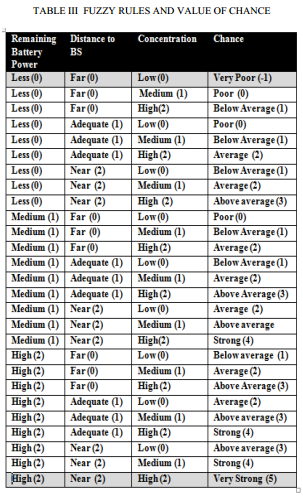 TABLE III FUZZY RULES AND VALUE OF CHANCE
Remaining Battery Power Distance to BS Concentration Chance
Less (0) Far (0) Low (0) Very Poor (-1)
Less (0) Far (0) Medium (1) Poor (0)
Less (0) Far (0) High(2) Below Average (1)
Less (0) Adequate (1) Low (0) Poor (0)
Less (0) Adequate (1) Medium (1) Below Average (1)
Less (0) Adequate (1) High (2) Average (2)
Less (0) Near (2) Low (0) Below Average (1)
Less (0) Near (2) Medium (1) Average (2)
Less (0) Near (2) High (2) Above average (3)
Medium (1) Far (0) Low (0) Poor (0)
Medium (1) Far (0) Medium (1) Below Average (1)
Medium (1) Far (0) High (2) Average (2)
Medium (1) Adequate (1) Low (0) Below Average (1)
Medium (1) Adequate (1) Medium (1) Average (2)
Medium (1) Adequate (1) High (2) Above Average (3)
Medium (1) Near (2) Low (0) Average (2)
Medium (1) Near (2) Medium (1) Above average
Medium (1) Near (2) High(2) Strong (4)
High (2) Far (0) Low (0) Below average (1)
High (2) Far (0) Medium (1) Average (2)
High (2) Far (0) High (2) Above Average (3)
High (2) Adequate (1) Low (0) Average (2)
High (2) Adequate (1) Medium (1) Above average (3)
High (2) Adequate (1) High (2) Strong (4)
High (2) Near (2) Low (0) Above average (3)
High (2) Near (2) Medium (1) Strong (4)
High (2) Near (2) High (2) Very Strong (5)